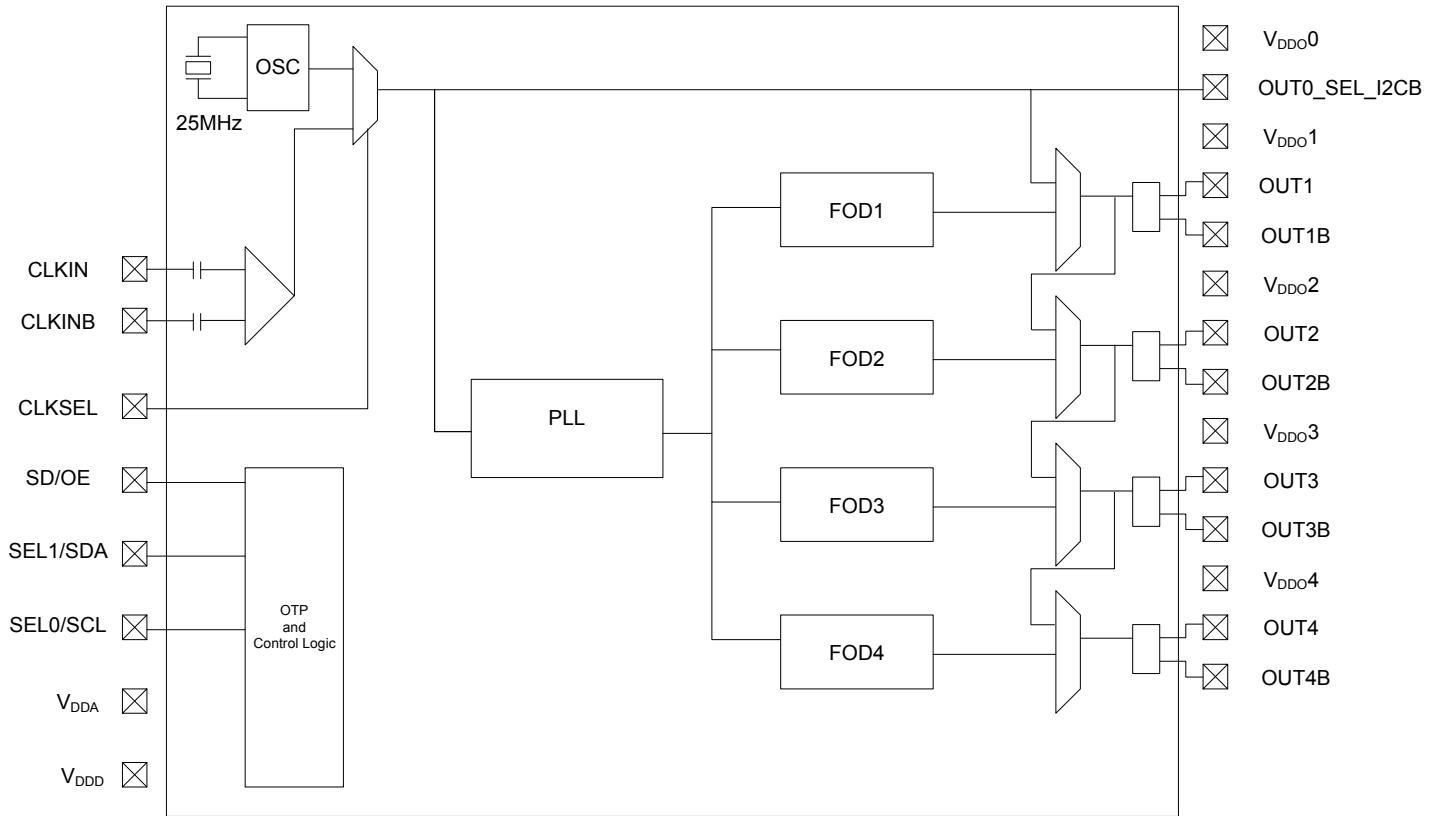 OSC
25MHz
CLKIN
CLKINB
CLKSEL
SD/OE
SEL1/SDA
SEL0/SCL
VDDA
VDDD
OTP
and
Control Logic
PLL
FOD1
FOD2
FOD3
FOD4
VDDO0
OUT0_SEL_I2CB
VDDO1
OUT1
OUT1B
VDDO2
OUT2
OUT2B
VDDO3
OUT3
OUT3B
VDDO4
OUT4
OUT4B